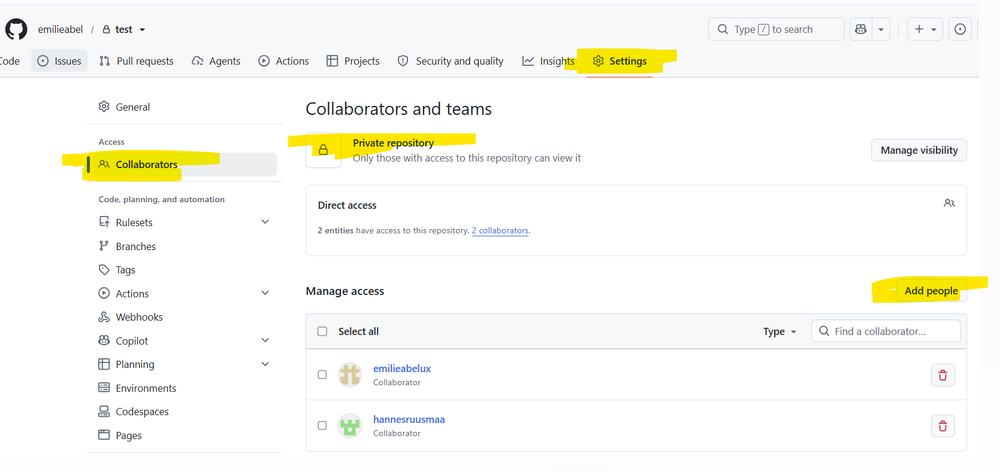 emilieabel / test
Type / to search
Code Issues Pull requests Agents Actions Projects Security and quality Insights Settings
General
Access
Collaborators
Code, planning, and automation
Rulesets
Branches
Tags
Actions
Webhooks
Copilot
Planning
Environments
Codespaces
Pages
Collaborators and teams
Private repository
Only those with access to this repository can view it
Manage visibility
Direct access
2 entities have access to this repository. 2 collaborators.
Manage access
Add people
Select all
Type
Find a collaborator...
emilieabelux
Collaborator
hannesruusmaa
Collaborator